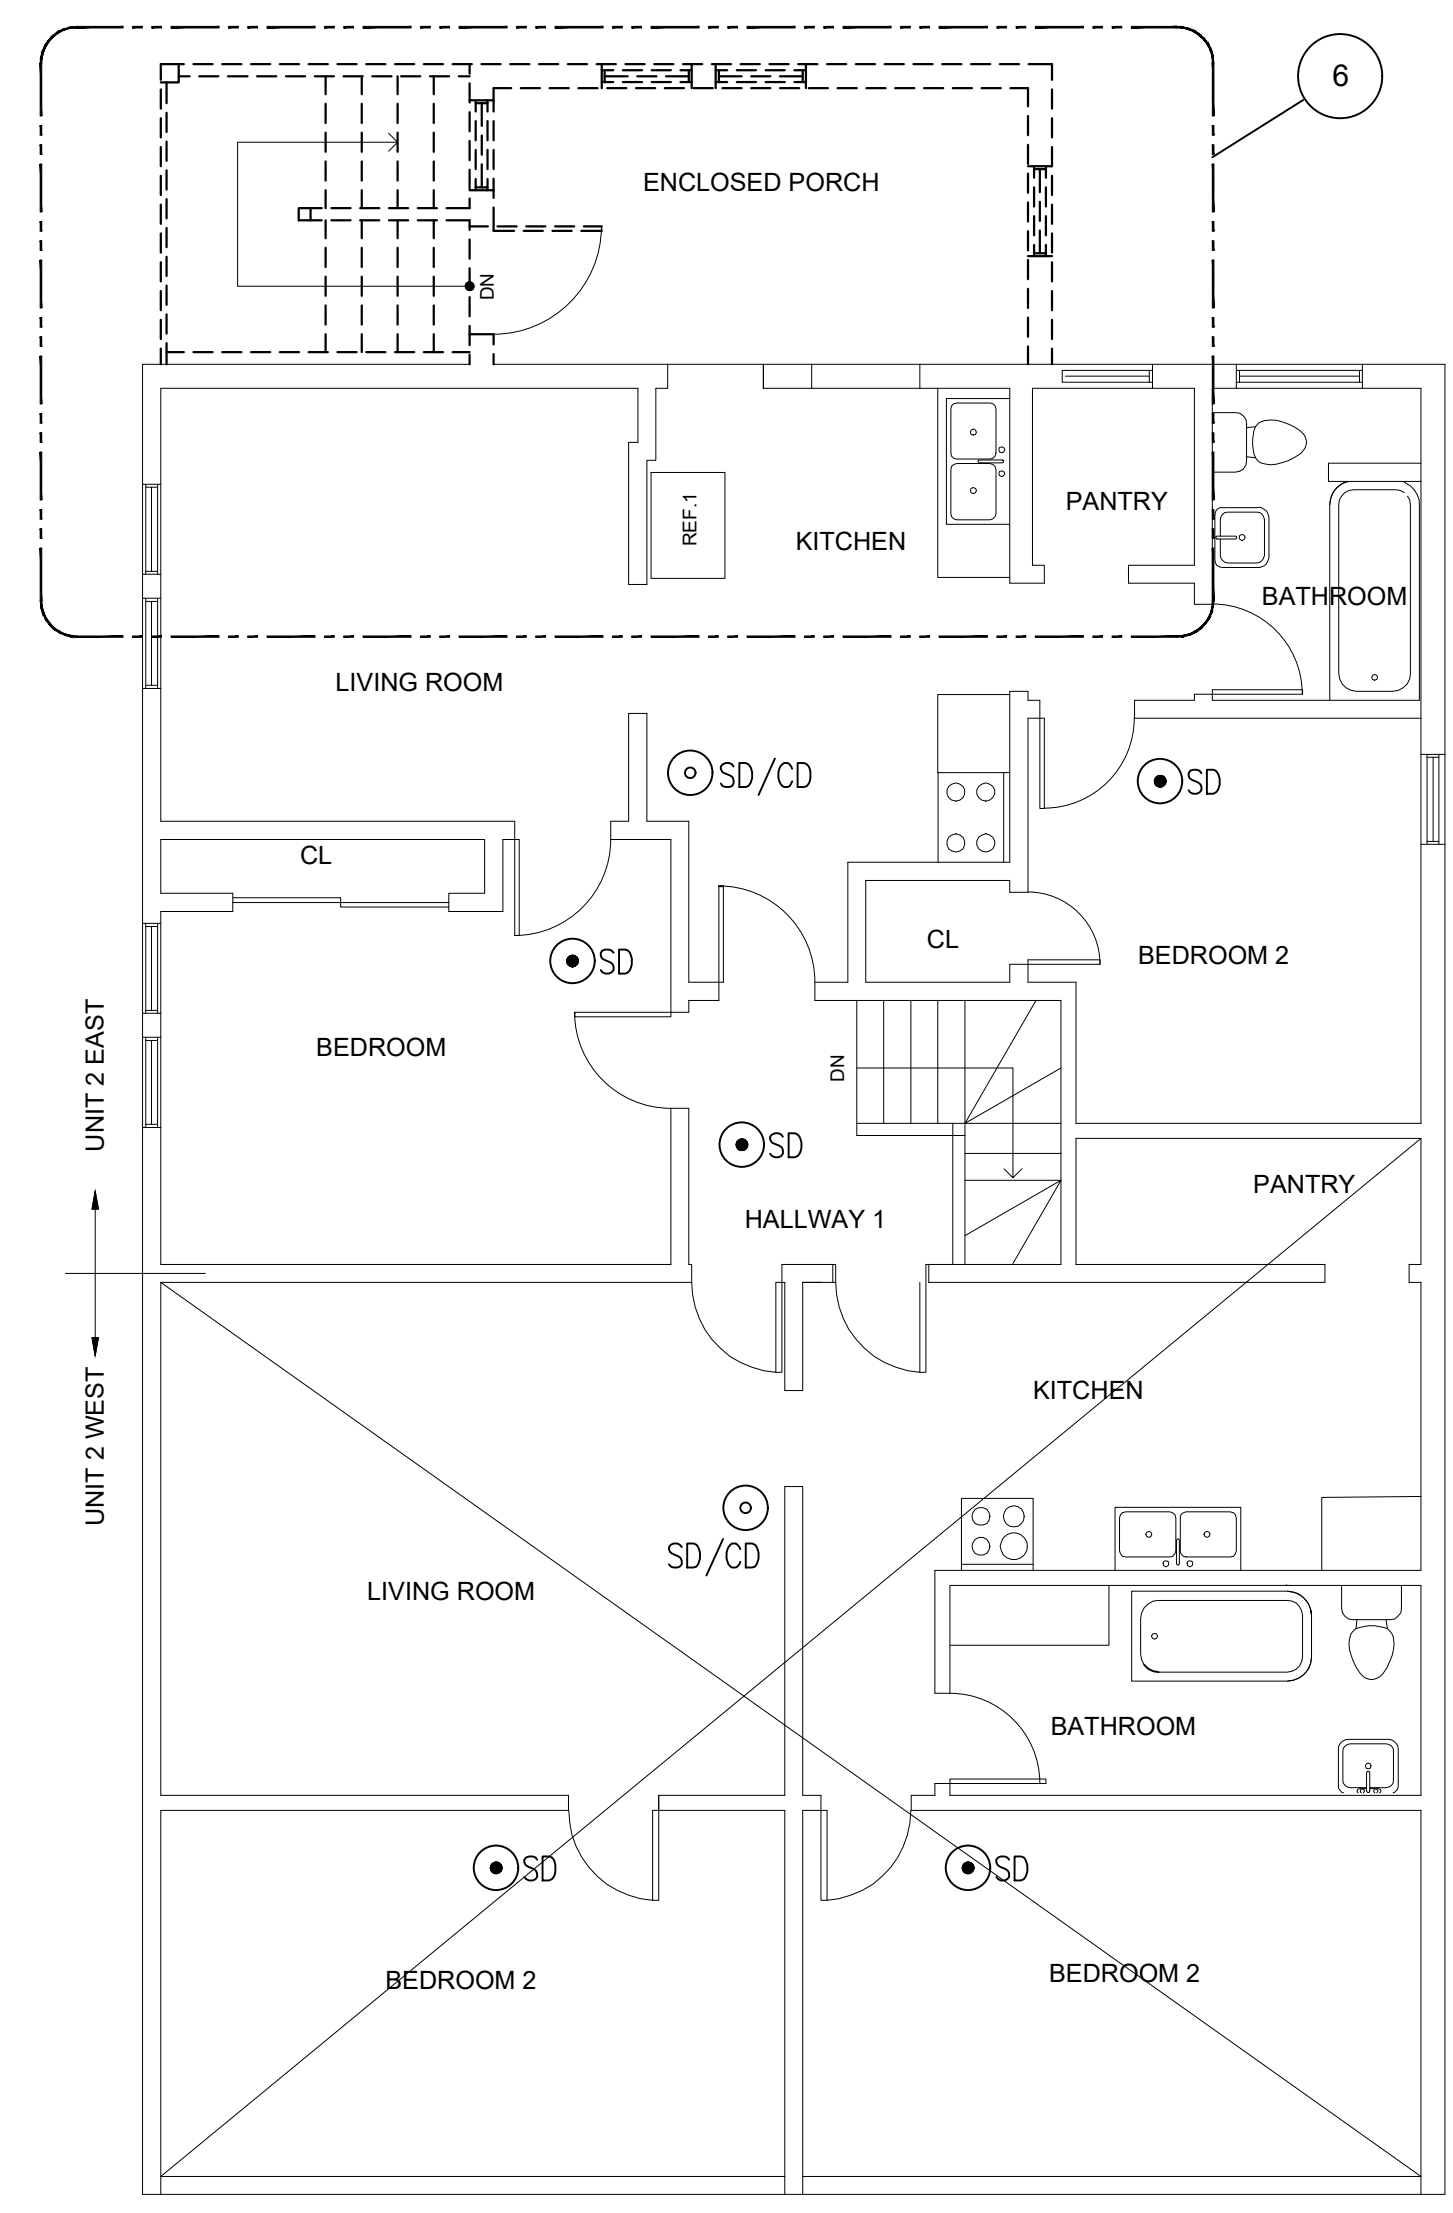 6
ENCLOSED PORCH
DN
REF.1
KITCHEN
PANTRY
BATHROOM
LIVING ROOM
SD/CD
SD
CL
CL
SD
BEDROOM 2
UNIT 2 EAST
BEDROOM
DN
SD
HALLWAY 1
PANTRY
UNIT 2 WEST
KITCHEN
SD/CD
LIVING ROOM
BATHROOM
SD
SD
BEDROOM 2
BEDROOM 2